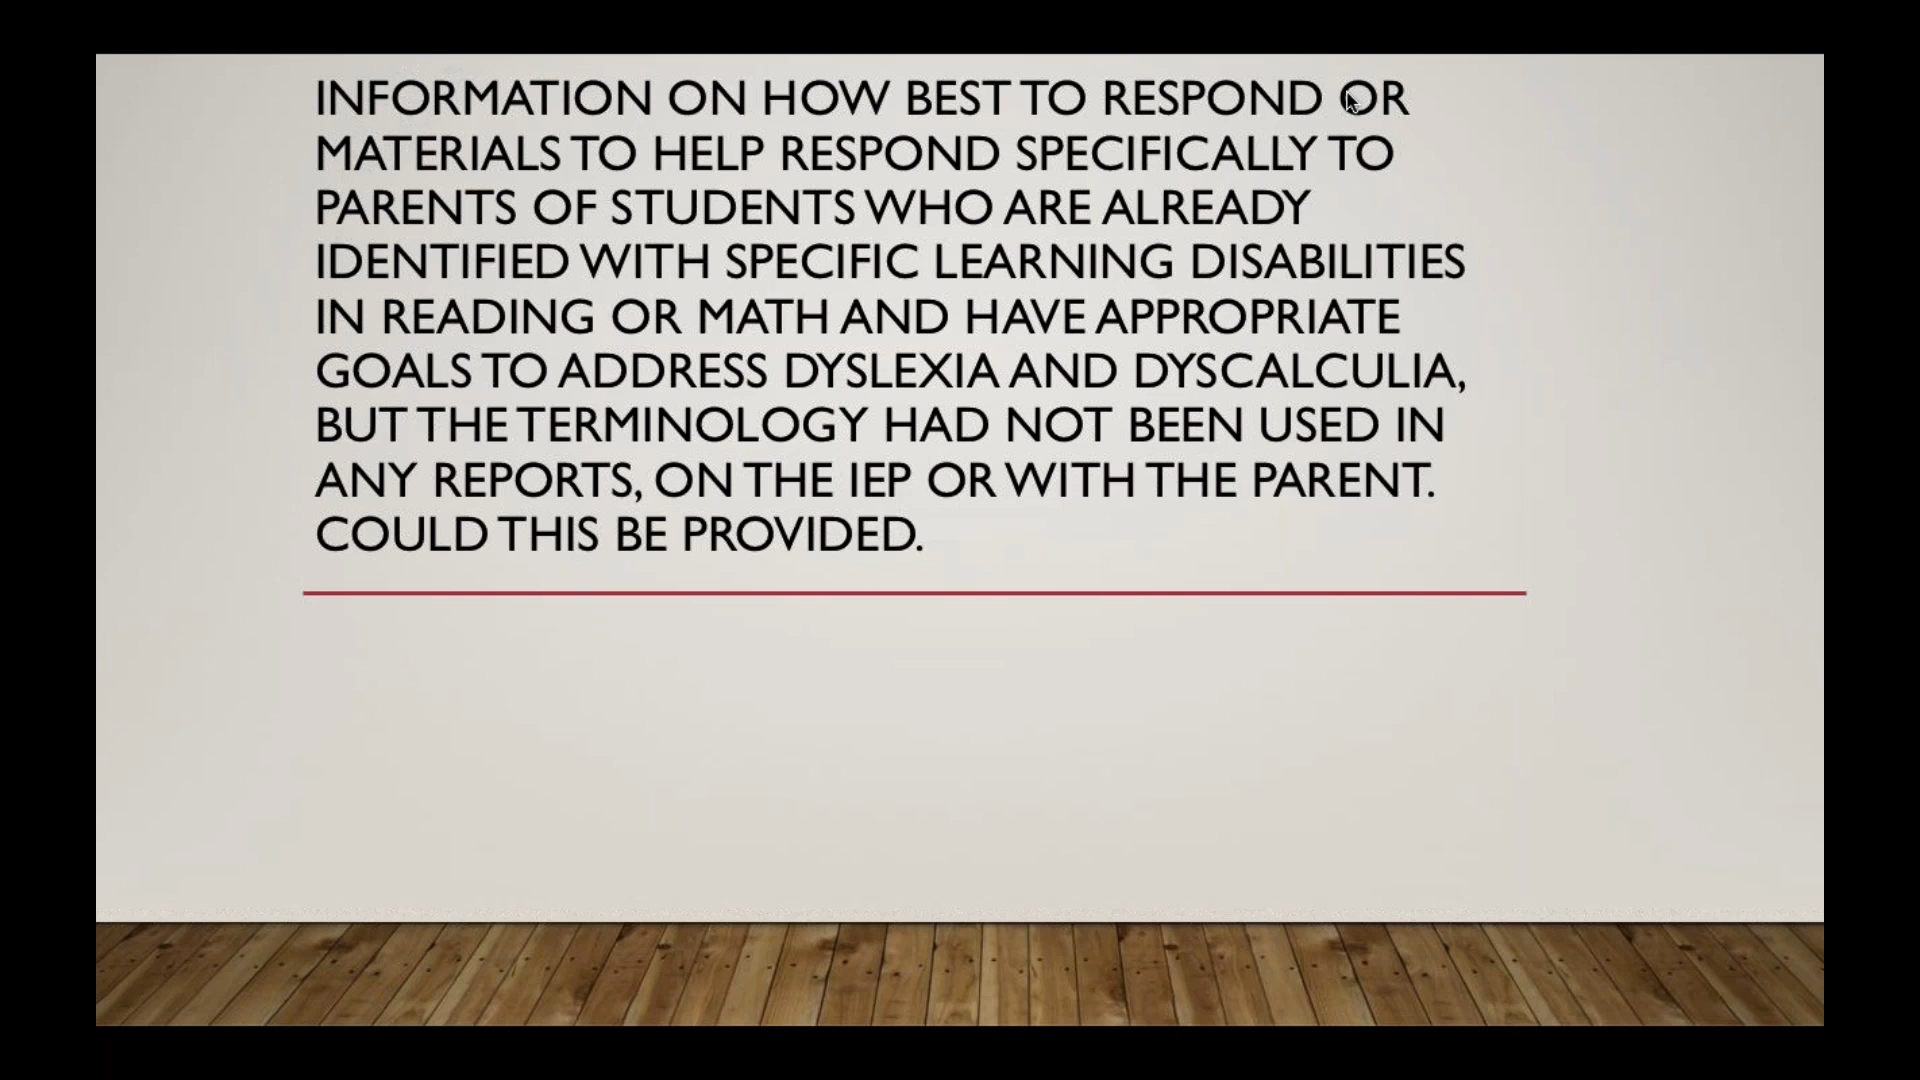 INFORMATION ON HOW BEST TO RESPOND OR
MATERIALS TO HELP RESPOND SPECIFICALLY TO
PARENTS OF STUDENTS WHO ARE ALREADY
IDENTIFIED WITH SPECIFIC LEARNING DISABILITIES
IN READING OR MATH AND HAVE APPROPRIATE
GOALS TO ADDRESS DYSLEXIA AND DYSCALCULIA,
BUT THE TERMINOLOGY HAD NOT BEEN USED IN
ANY REPORTS, ON THE IEP OR WITH THE PARENT.
COULD THIS BE PROVIDED.